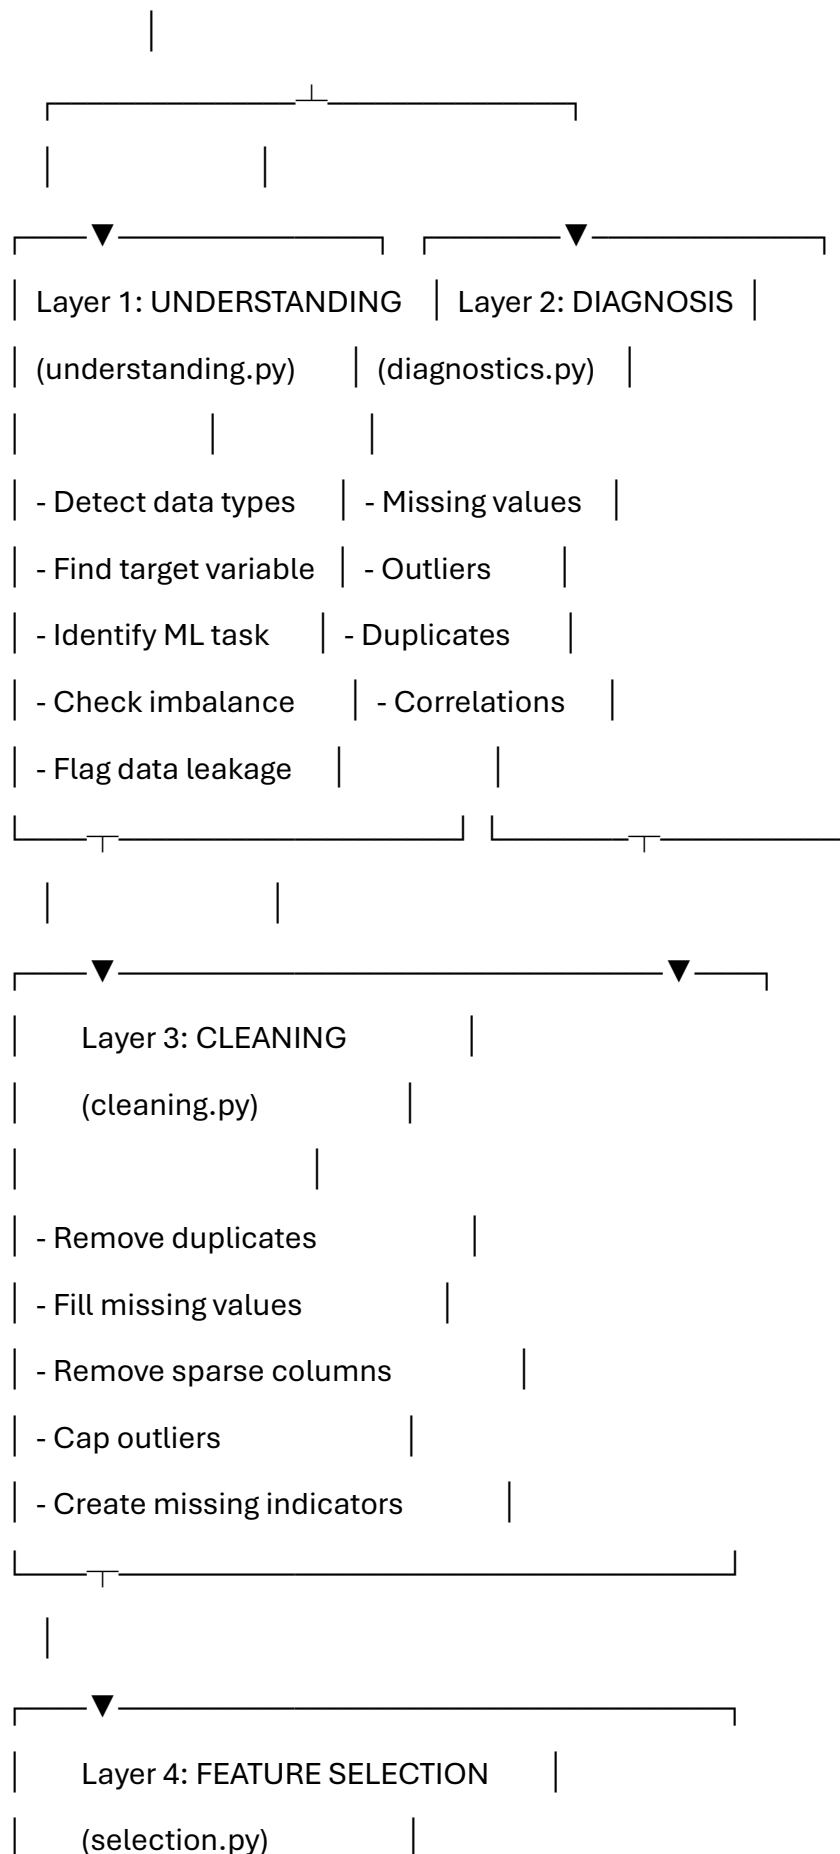 Layer 1: UNDERSTANDING │ Layer 2: DIAGNOSIS
(understanding.py) │ (diagnostics.py)
- Detect data types │ - Missing values
- Find target variable │ - Outliers
- Identify ML task │ - Duplicates
- Check imbalance │ - Correlations
- Flag data leakage
Layer 3: CLEANING
(cleaning.py)
- Remove duplicates
- Fill missing values
- Remove sparse columns
- Cap outliers
- Create missing indicators
Layer 4: FEATURE SELECTION
(selection.py)